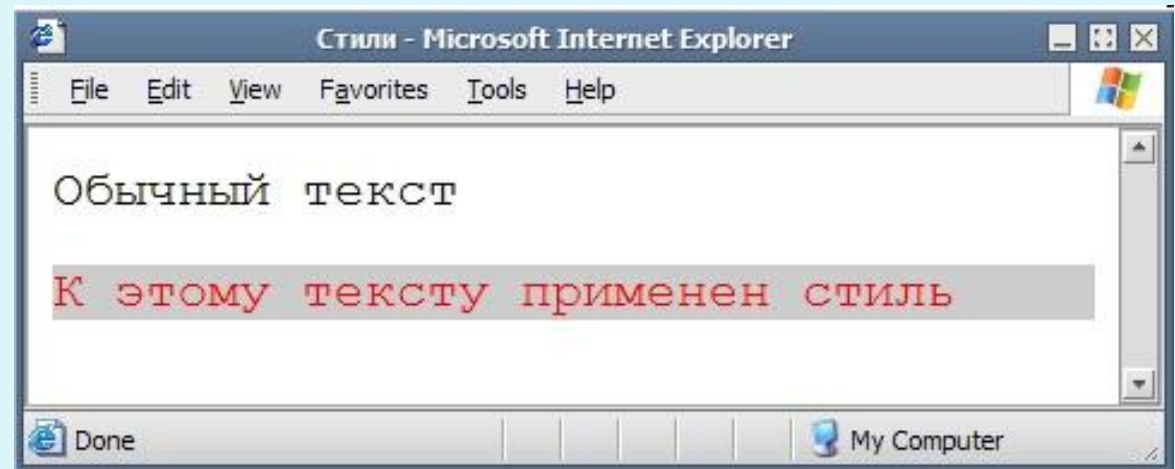 Стили - Microsoft Internet Explorer
File Edit View Favorites Tools Help
Обычный текст
К этому тексту применен стиль
Done My Computer